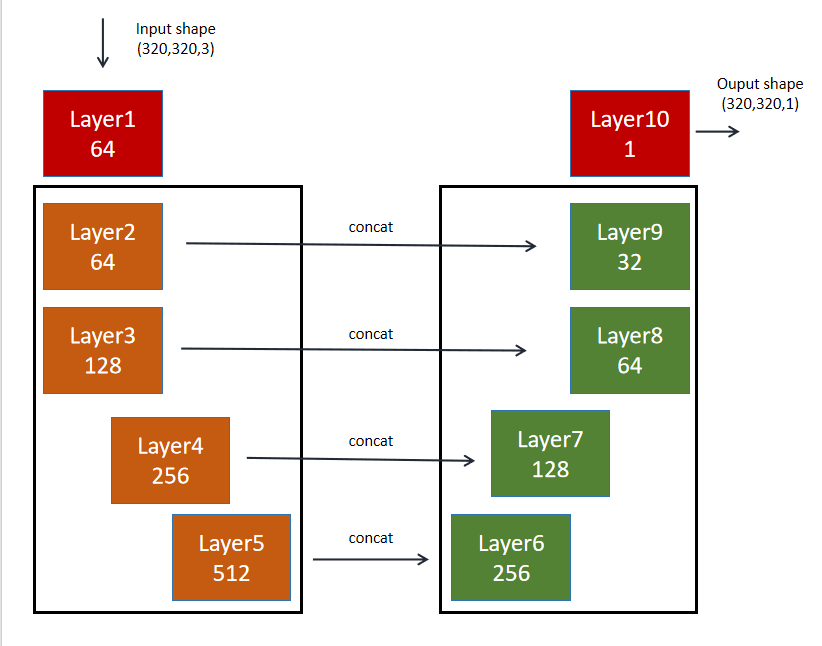 Input shape
(320,320,3)
Ouput shape
(320,320,1)
Layer1
64
Layer10
1
Layer2
64
concat
Layer9
32
Layer3
128
concat
Layer8
64
Layer4
256
concat
Layer7
128
Layer5
512
concat
Layer6
256